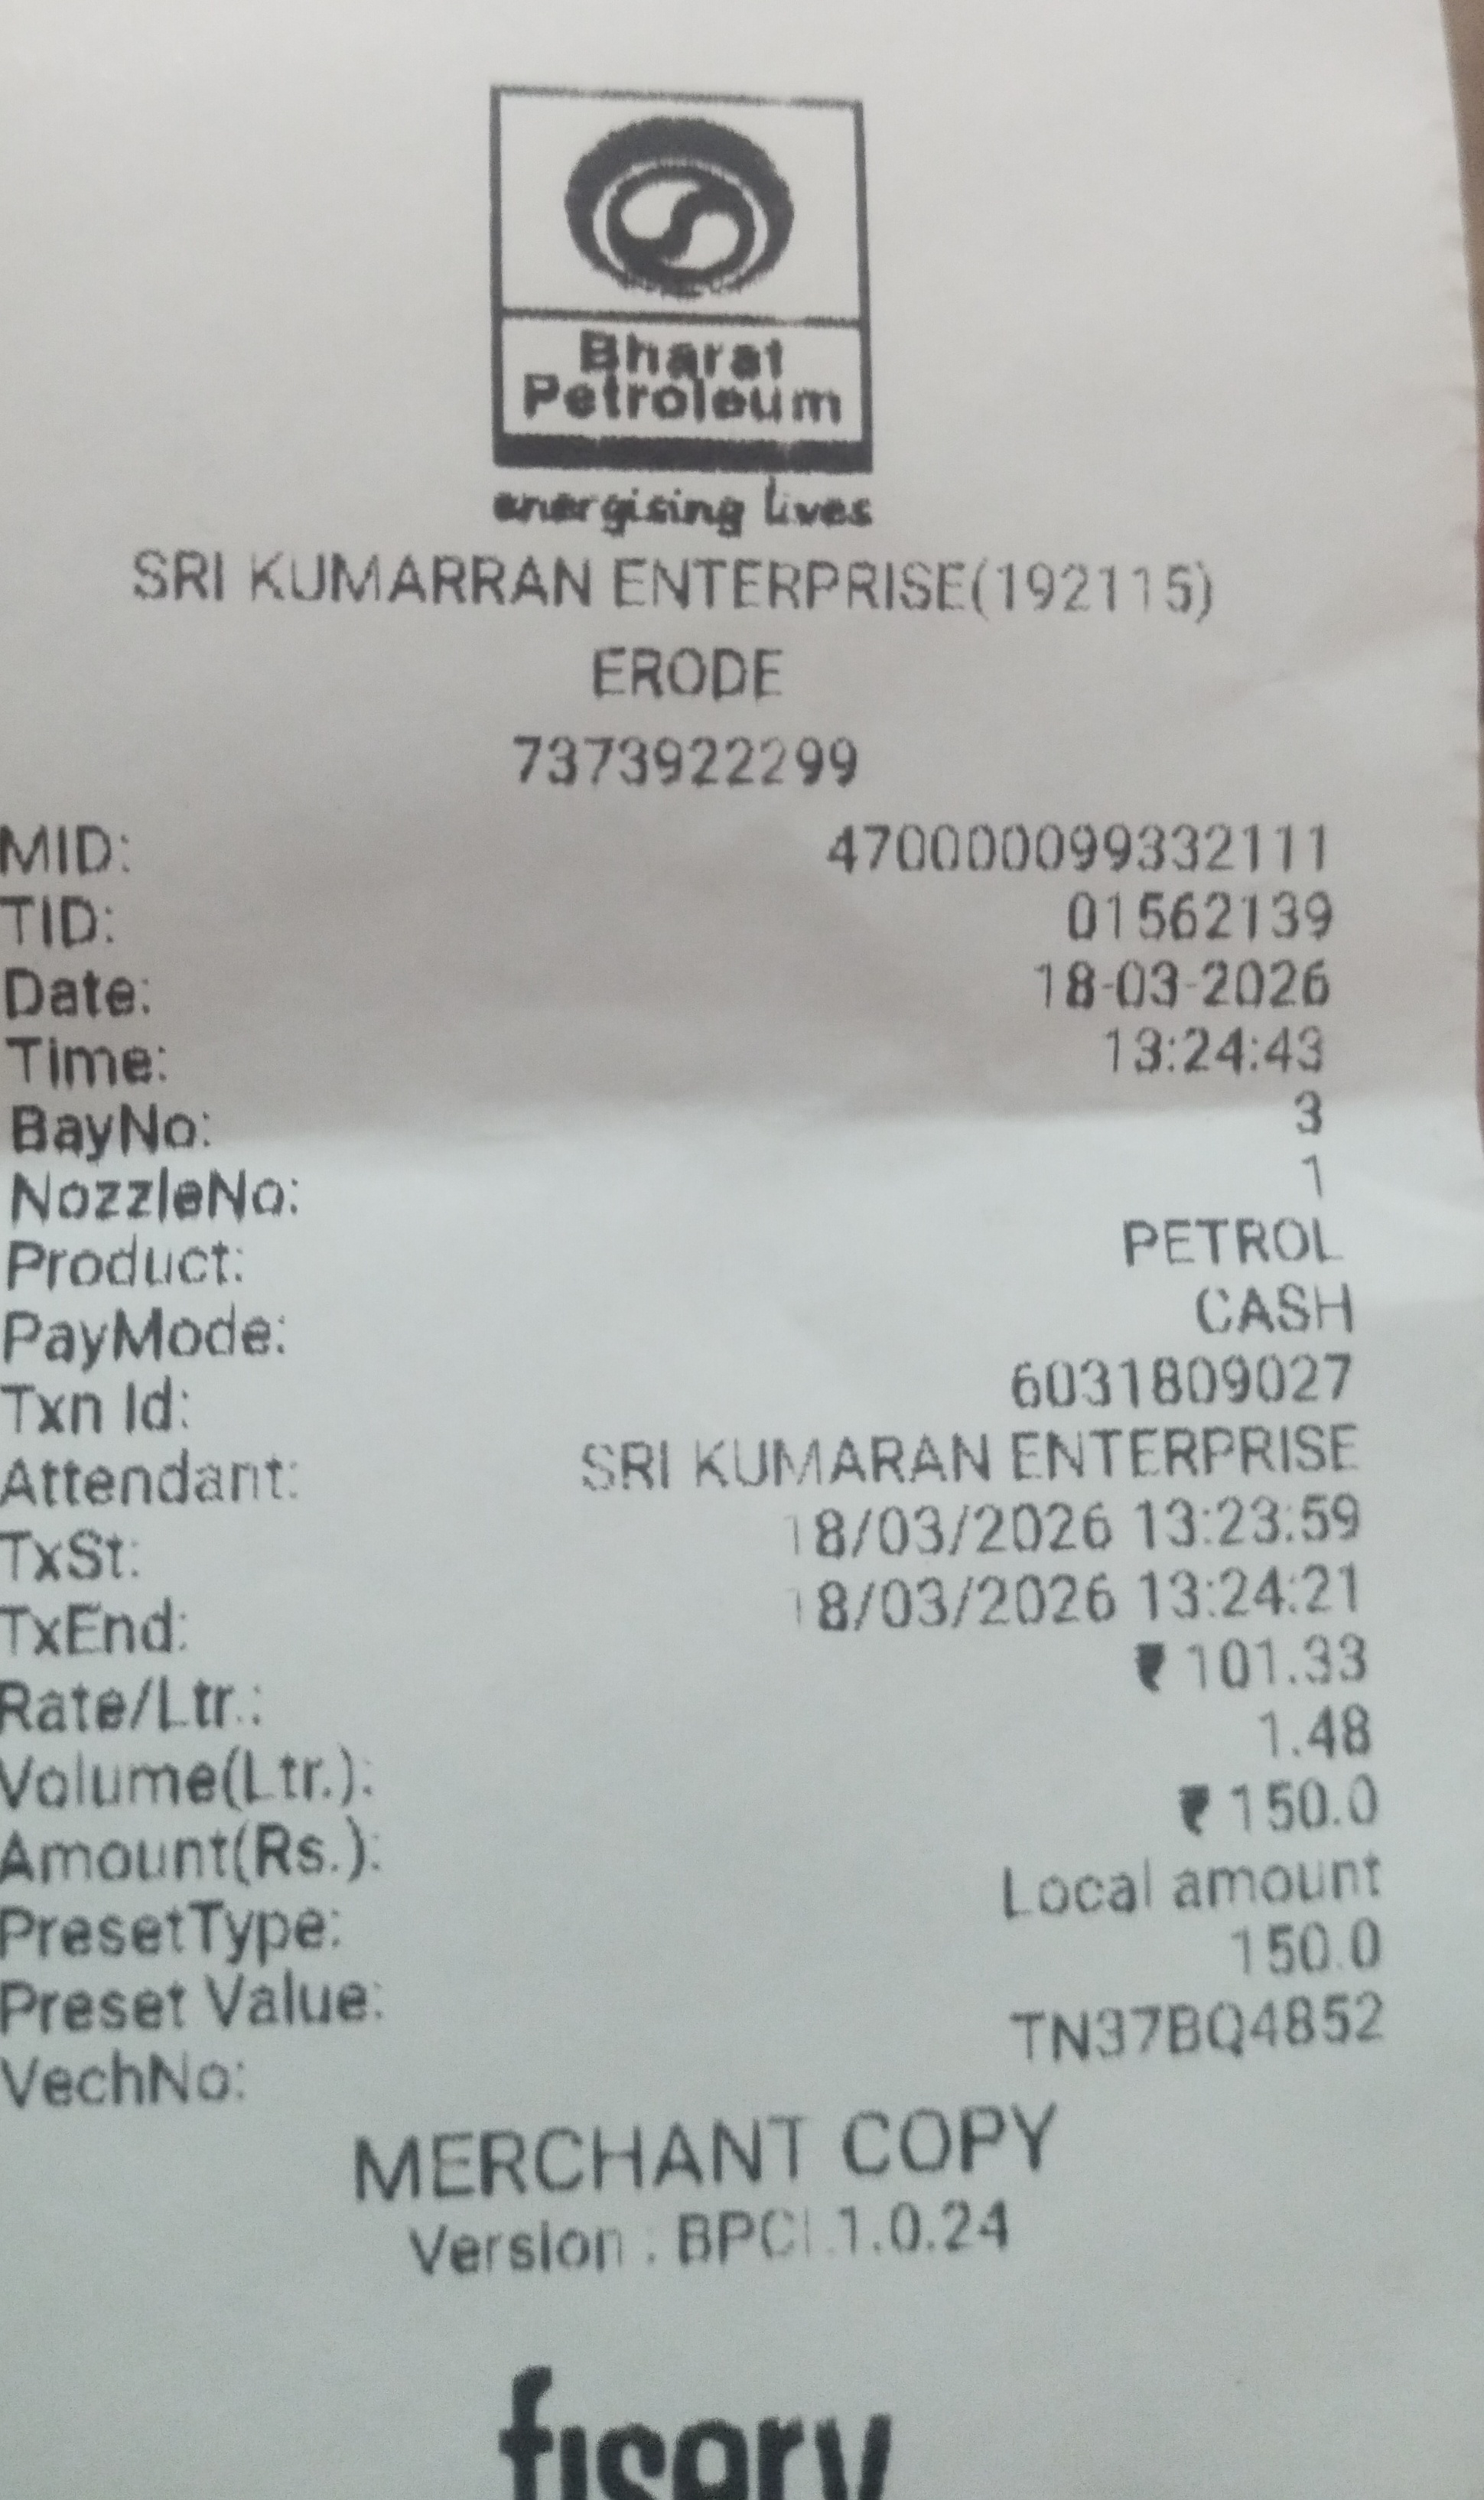 Bharat
Petroleum
energising lives
SRI KUMARRAN ENTERPRISE(192115)
ERODE
7373922299
MID: 470000099332111
TID: 01562139
Date: 18-03-2026
Time: 13:24:43
BayNo: 3
NozzleNo: 1
Product: PETROL
PayMode: CASH
Txn Id: 6031809027
Attendant: SRI KUMARAN ENTERPRISE
TxSt: 18/03/2026 13:23:59
TxEnd: 18/03/2026 13:24:21
Rate/Ltr.: ₹ 101.33
Volume(Ltr.): 1.48
Amount(Rs.): ₹ 150.0
PresetType: Local amount
Preset Value: 150.0
VechNo: TN37BQ4852
MERCHANT COPY
Version : BPCL1.0.24
fiserv